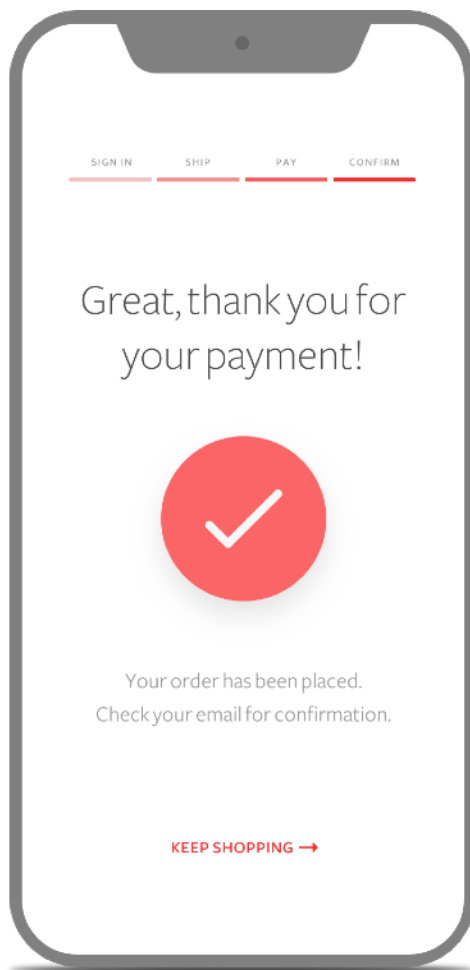 SIGN IN SHIP PAY CONFIRM
Great, thank you for
your payment!
Your order has been placed.
Check your email for confirmation.
KEEP SHOPPING →